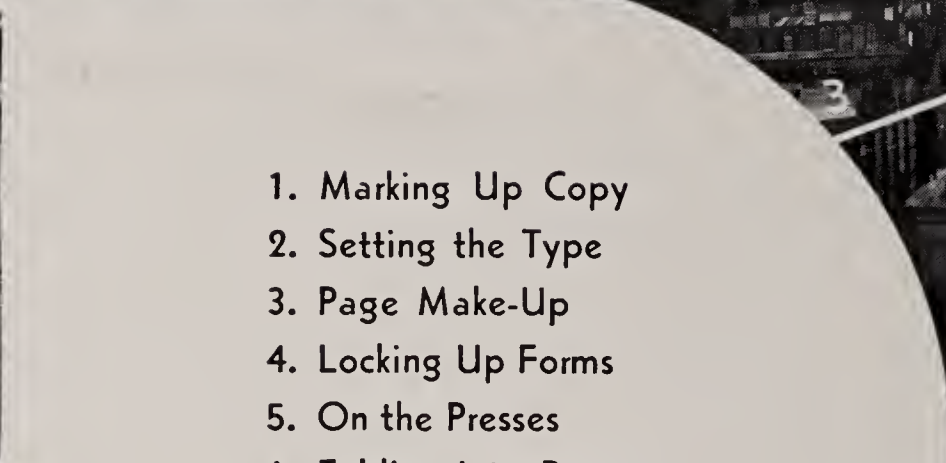 3
1. Marking Up Copy
2. Setting the Type
3. Page Make-Up
4. Locking Up Forms
5. On the Presses